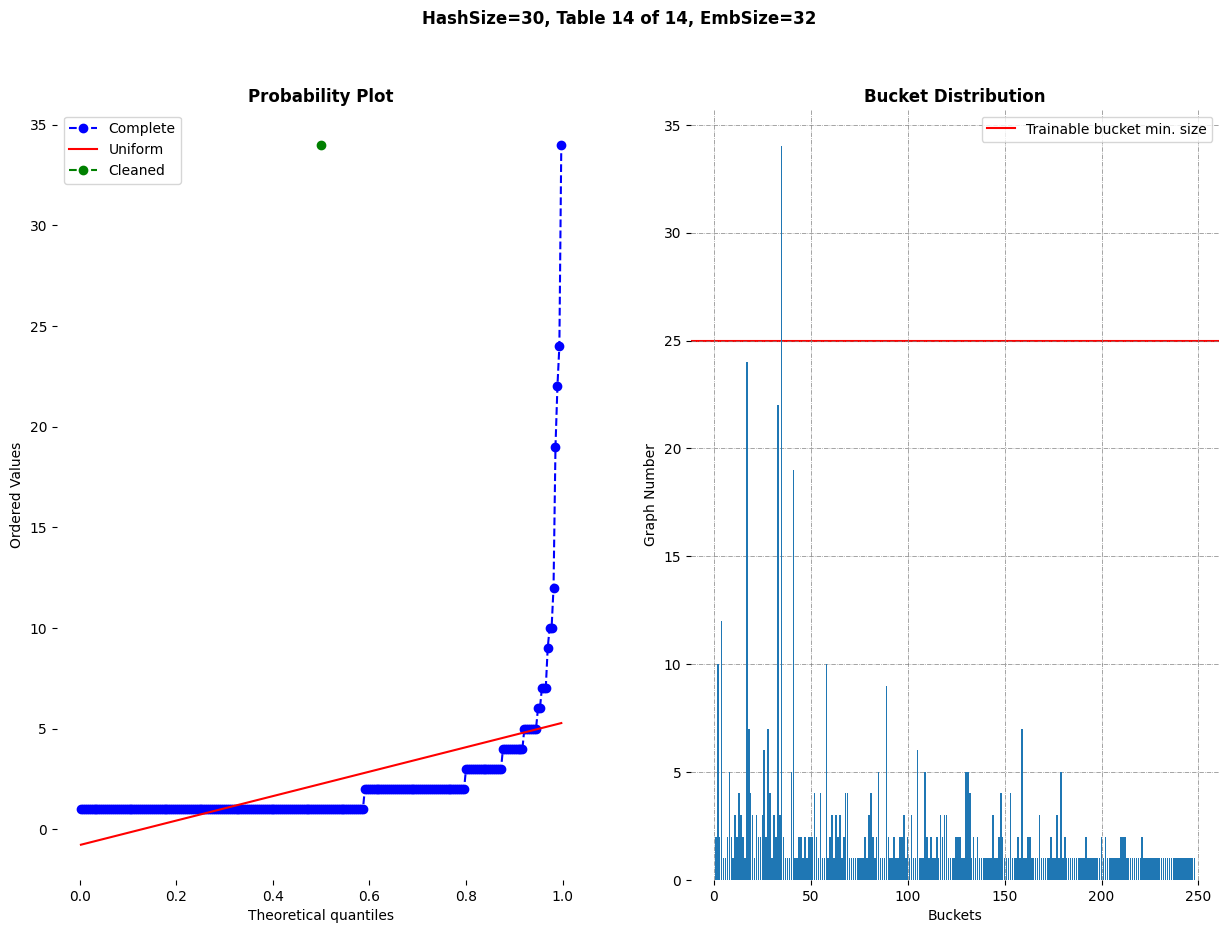 HashSize=30, Table 14 of 14, EmbSize=32
Probability Plot
Complete
Uniform
Cleaned
35
30
25
20
15
10
5
0
Ordered Values
0.0 0.2 0.4 0.6 0.8 1.0
Theoretical quantiles
Bucket Distribution
Trainable bucket min. size
35
30
25
20
15
10
5
0
Graph Number
0 50 100 150 200 250
Buckets